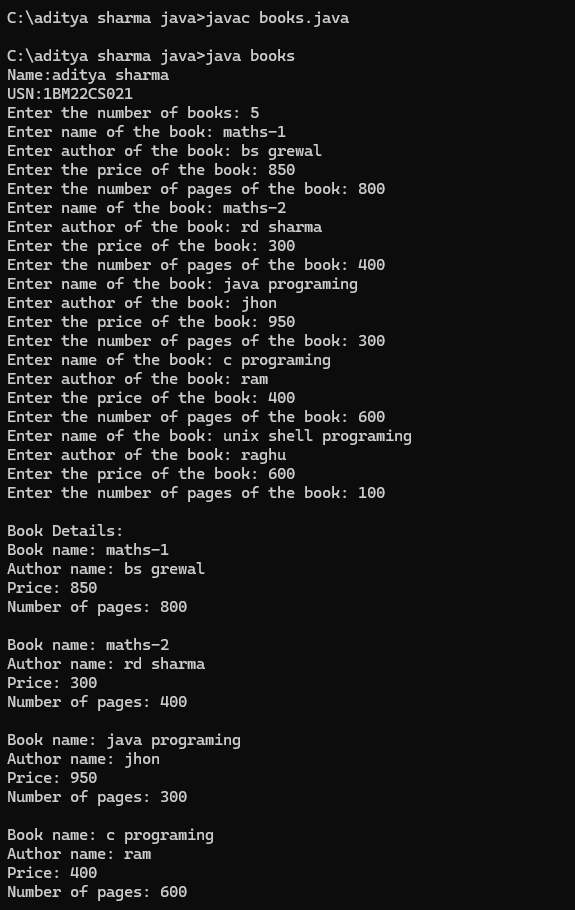 C:\aditya sharma java>javac books.java
C:\aditya sharma java>java books
Name:aditya sharma
USN:1BM22CS021
Enter the number of books: 5
Enter name of the book: maths-1
Enter author of the book: bs grewal
Enter the price of the book: 850
Enter the number of pages of the book: 800
Enter name of the book: maths-2
Enter author of the book: rd sharma
Enter the price of the book: 300
Enter the number of pages of the book: 400
Enter name of the book: java programing
Enter author of the book: jhon
Enter the price of the book: 950
Enter the number of pages of the book: 300
Enter name of the book: c programing
Enter author of the book: ram
Enter the price of the book: 400
Enter the number of pages of the book: 600
Enter name of the book: unix shell programing
Enter author of the book: raghu
Enter the price of the book: 600
Enter the number of pages of the book: 100
Book Details:
Book name: maths-1
Author name: bs grewal
Price: 850
Number of pages: 800
Book name: maths-2
Author name: rd sharma
Price: 300
Number of pages: 400
Book name: java programing
Author name: jhon
Price: 950
Number of pages: 300
Book name: c programing
Author name: ram
Price: 400
Number of pages: 600